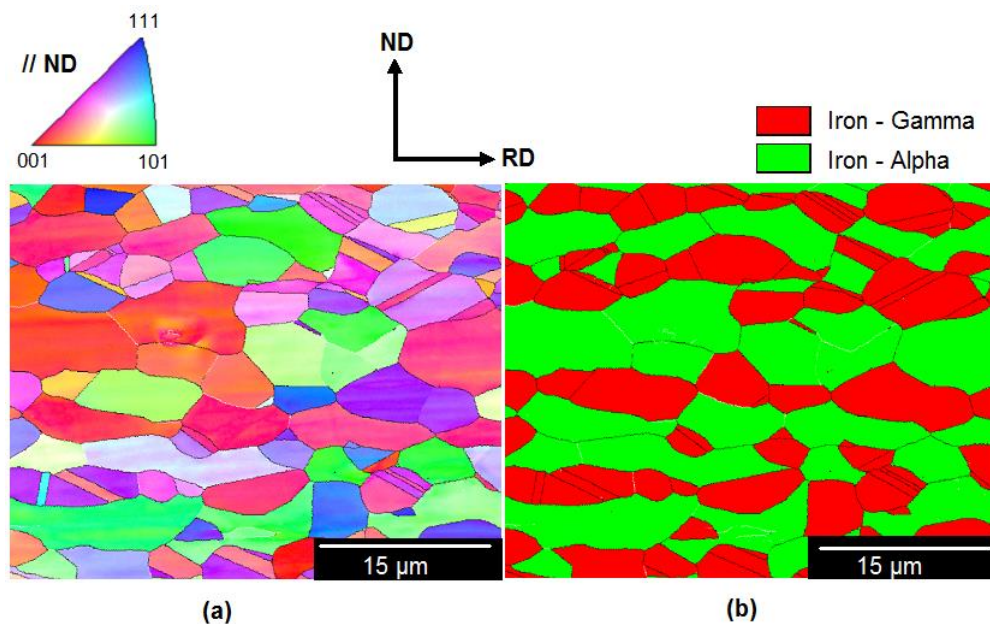 111
// ND
001
101
ND
RD
Iron - Gamma
Iron - Alpha
15 µm
15 µm
(a)
(b)